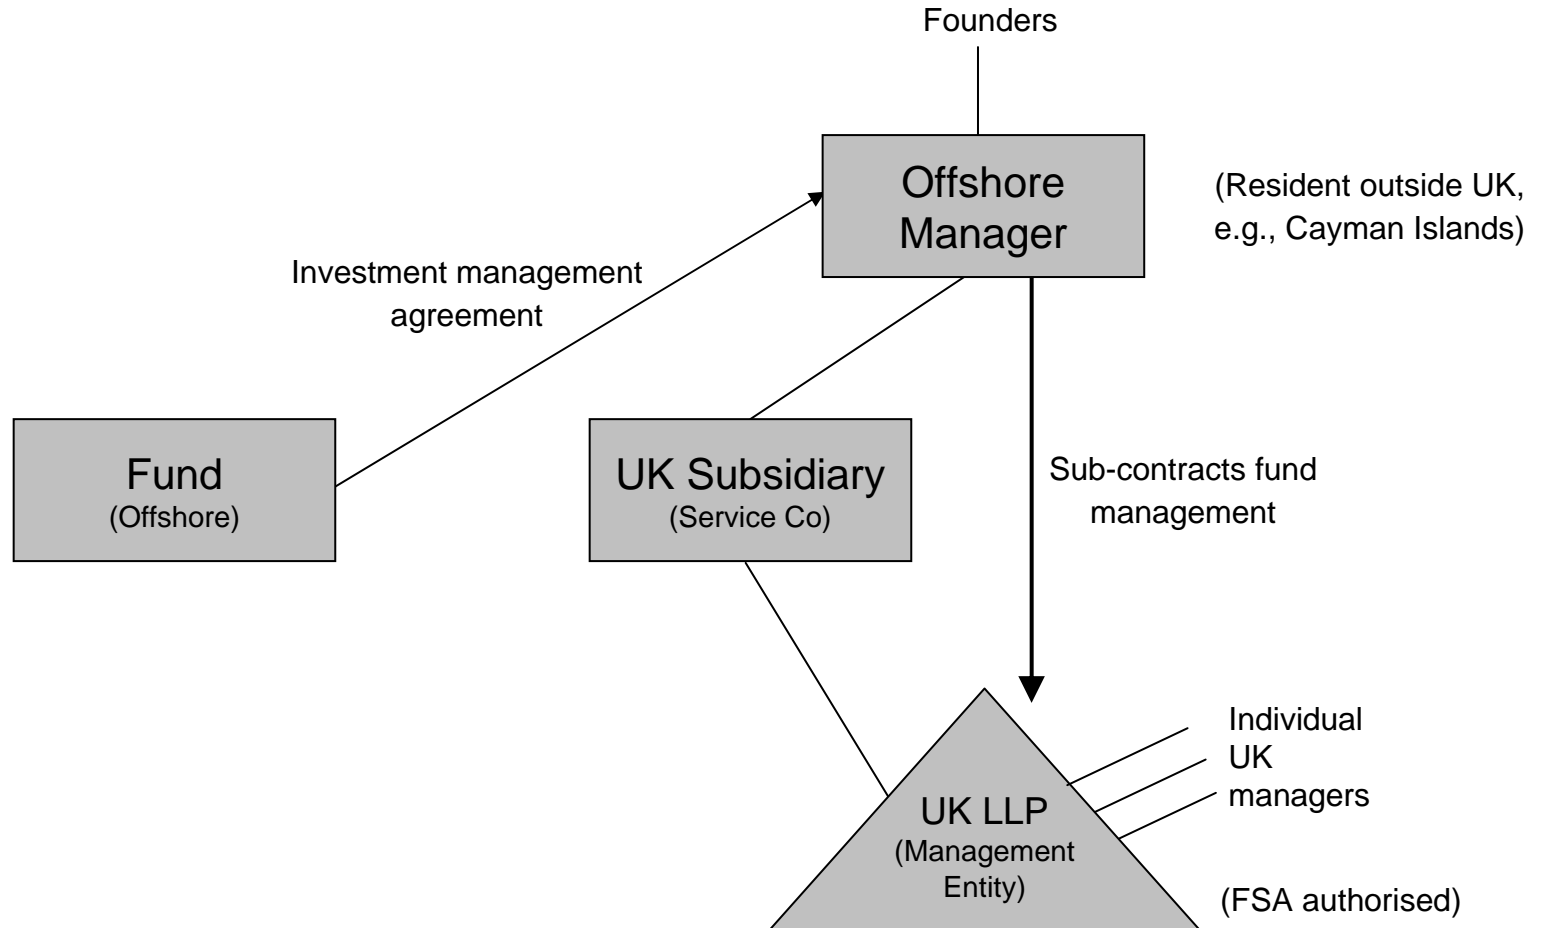 Founders
Offshore
Manager
(Resident outside UK,
e.g., Cayman Islands)
Investment management
agreement
Fund
(Offshore)
UK Subsidiary
(Service Co)
Sub-contracts fund
management
Individual
UK
managers
UK LLP
(Management
Entity)
(FSA authorised)